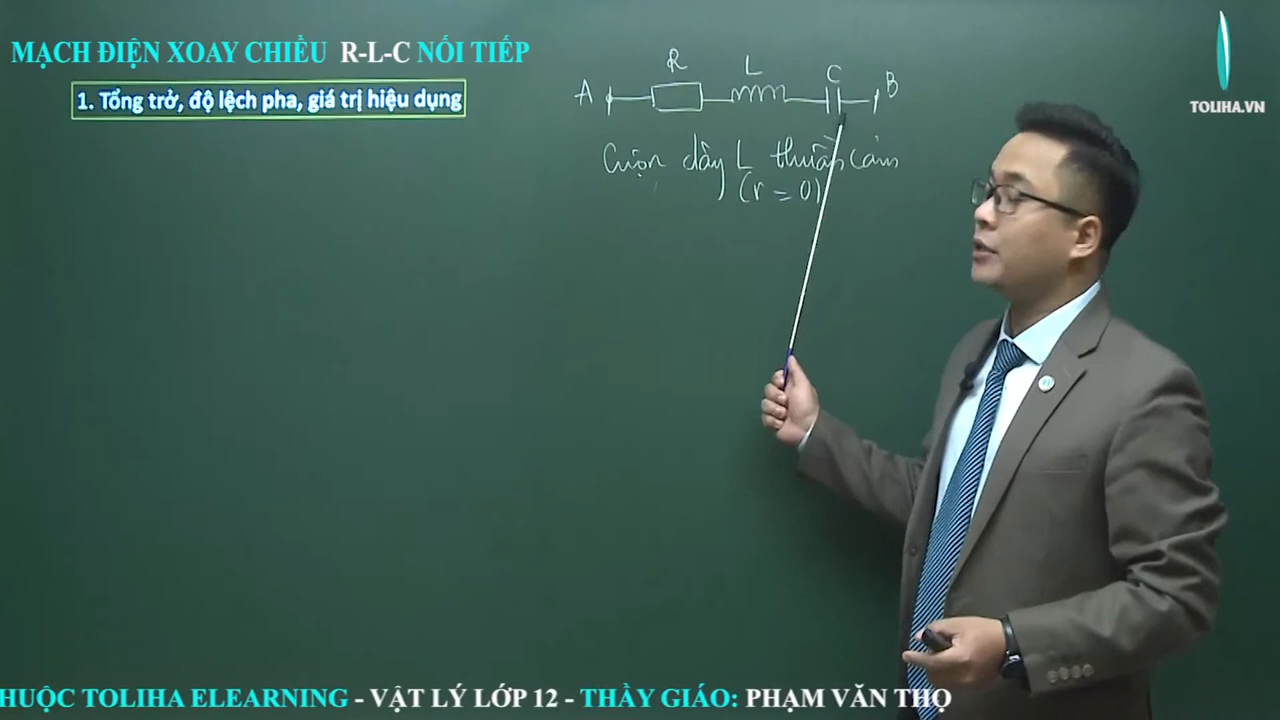 MẠCH ĐIỆN XOAY CHIỀU R-L-C NỐI TIẾP
1. Tổng trở, độ lệch pha, giá trị hiệu dụng
TOLIHA.VN
R
L
C
A
B
Cuộn dây L thuần cảm
(r = 0)
HUỘC TOLIHA ELEARNING - VẬT LÝ LỚP 12 - THẦY GIÁO: PHẠM VĂN THỌ